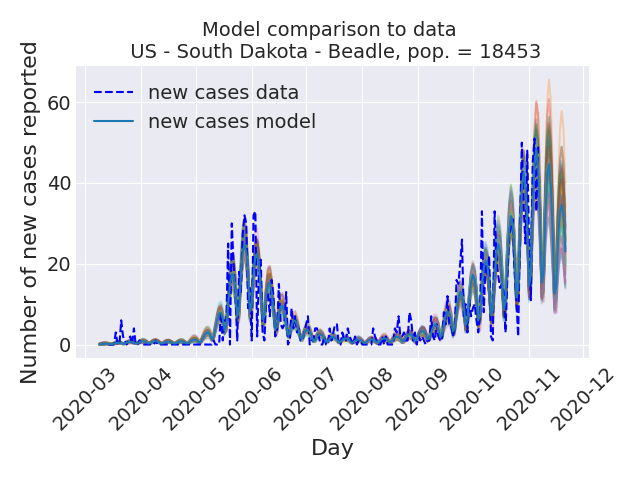 Model comparison to data
US - South Dakota - Beadle, pop. = 18453
Number of new cases reported
60
40
20
0
new cases data
new cases model
2020-03
2020-04
2020-05
2020-06
2020-07
2020-08
2020-09
2020-10
2020-11
2020-12
Day